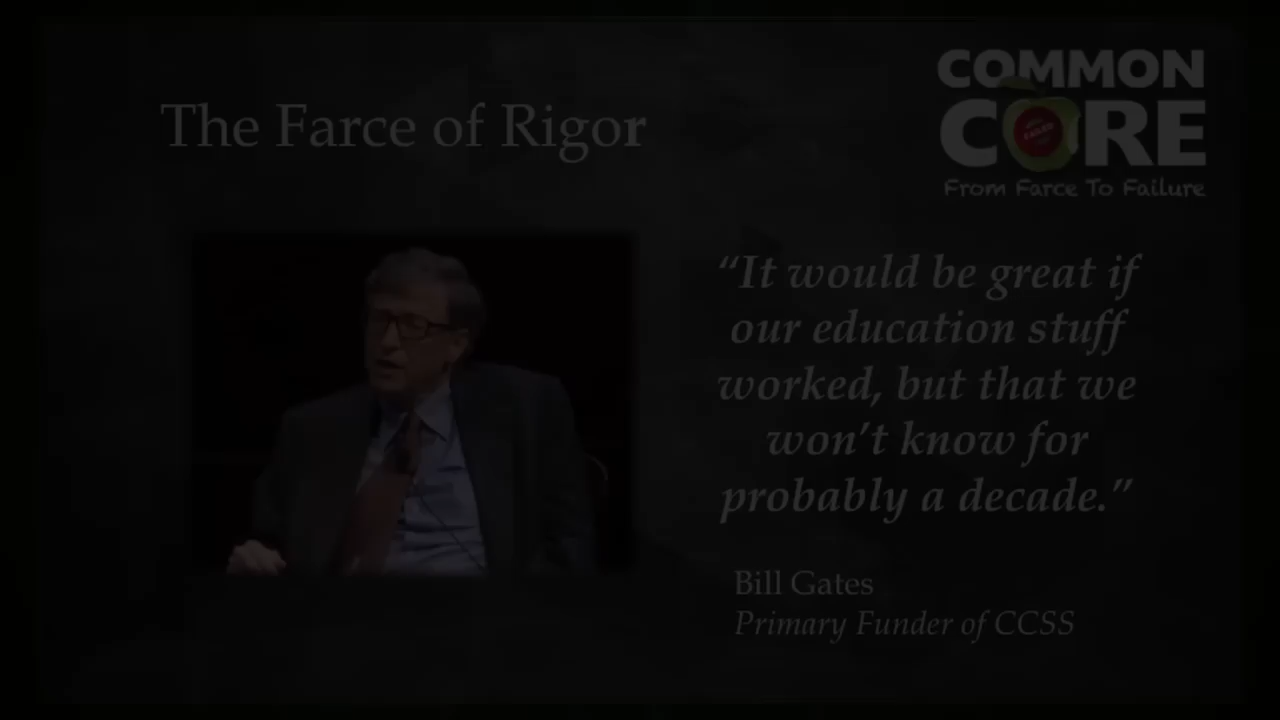 The Farce of Rigor
COMMON
CORE
From Farce To Failure
“It would be great if
our education stuff
worked, but that we
won’t know for
probably a decade.”
Bill Gates
Primary Funder of CCSS